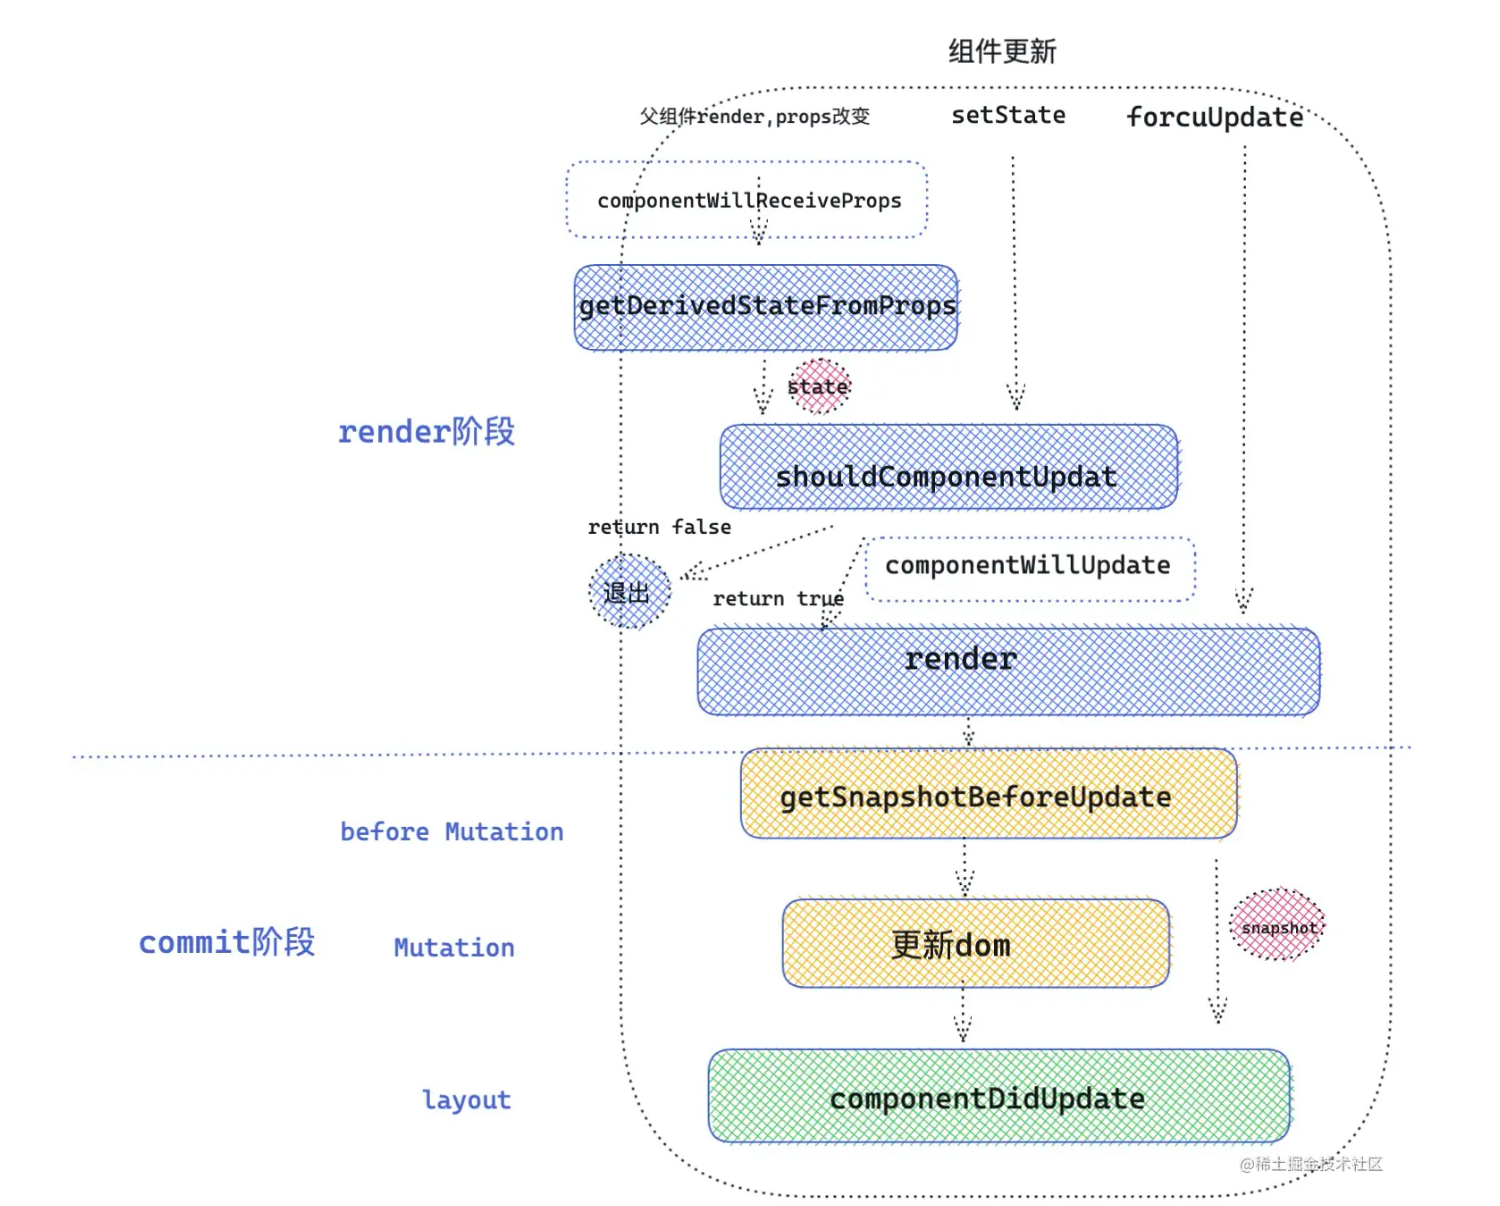 组件更新
父组件render,props改变
setState
forcuUpdate
componentWillReceiveProps
getDerivedStateFromProps
state
render阶段
shouldComponentUpdat
return false
componentWillUpdate
退出
return true
render
getSnapshotBeforeUpdate
before Mutation
snapshot
commit阶段
Mutation
更新dom
layout
componentDidUpdate
@稀土掘金技术社区